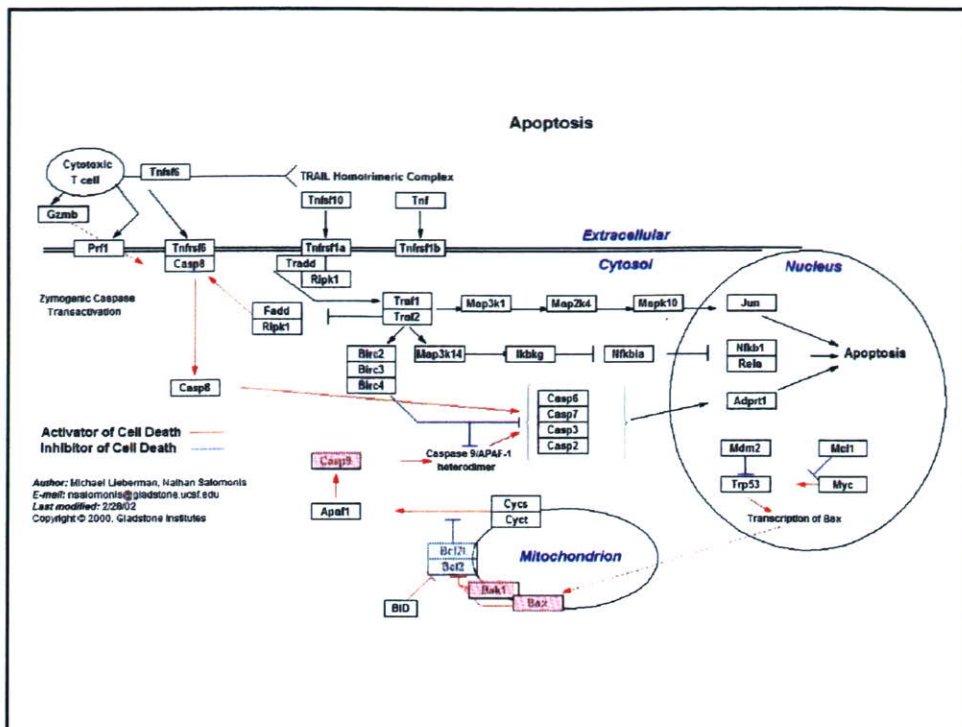 Apoptosis
Cytotoxic
T cell
Tnfsf6
TRAIL Homotrimeric Complex
Gzmb
Tnfsf10
Tnf
Prf1
Tnfrsf6
Casp8
Tnfrsf1a
Tnfrsf1b
Extracellular
Cytosol
Nucleus
Tradd
Ripk1
Zymogenic Caspase
Transactivation
Fadd
Ripk1
Traf1
Traf2
Map3k1
Map2k4
Mapk10
Jun
Birc2
Birc3
Birc4
Map3k14
Ikbkg
Nfkbia
Nfkb1
Rela
Apoptosis
Casp8
Casp6
Casp7
Casp3
Casp2
Adprt1
Activator of Cell Death
Inhibitor of Cell Death
Casp9
Caspase 9/APAF-1
heterodimer
Mdm2
Mcl1
Trp53
Myc
Transcription of Bax
Author: Michael Lieberman, Nathan Salomonis
E-mail: nsalomonis@gladstone.ucsf.edu
Last modified: 2/28/02
Copyright © 2000, Gladstone Institutes
Apaf1
Cycs
Cyct
Bcl2
Mitochondrion
Bak1
Bax
BID